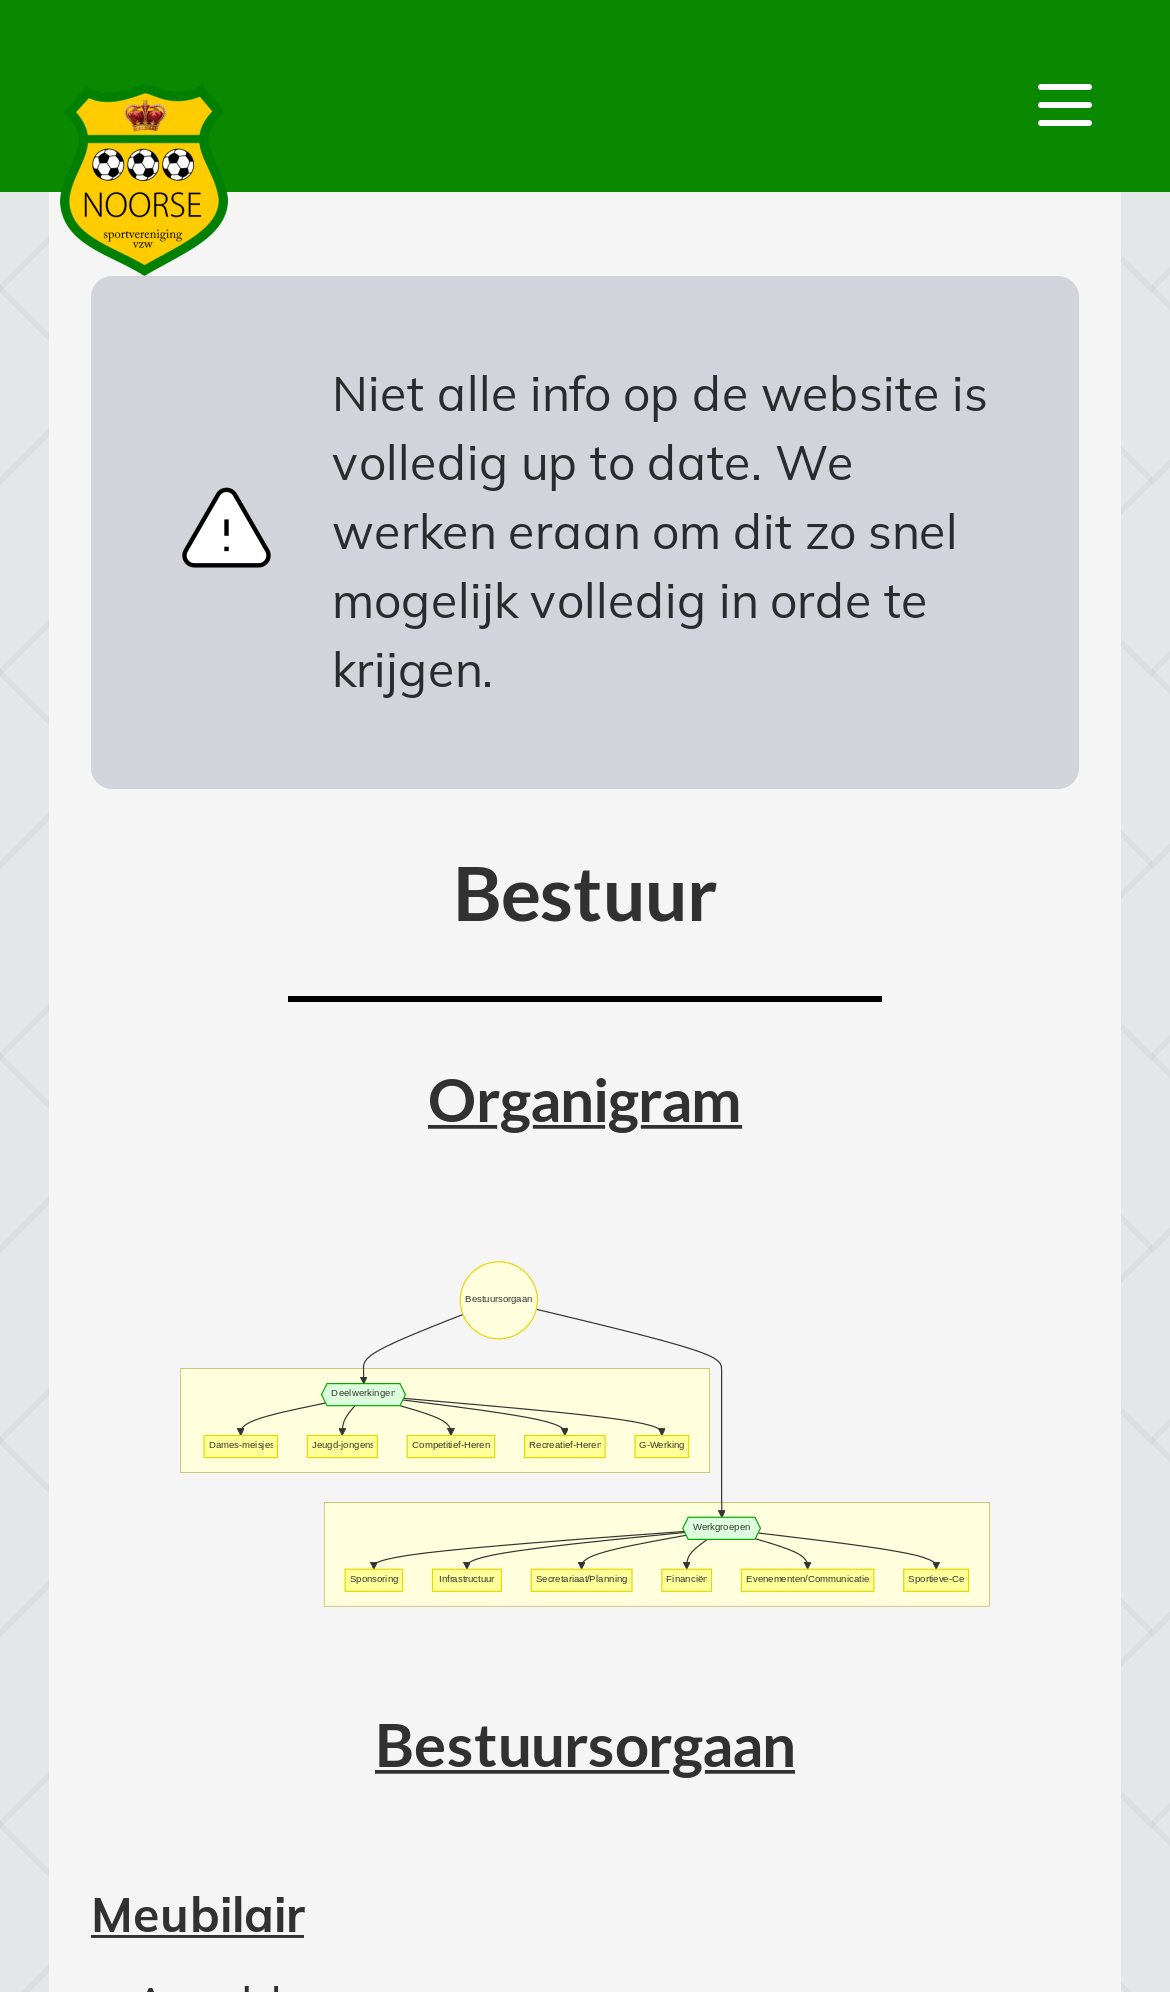 NOORSE
sportvereniging
vzw
Niet alle info op de website is
volledig up to date. We
werken eraan om dit zo snel
mogelijk volledig in orde te
krijgen.
Bestuur
Organigram
Bestuursorgaan
Deelwerkingen
Dames-meisjes Jeugd-jongens Competitief-Heren Recreatief-Heren G-Werking
Werkgroepen
Sponsoring Infrastructuur Secretariaat/Planning Financiën Evenementen/Communicatie Sportieve-Ce
Bestuursorgaan
Meubilair